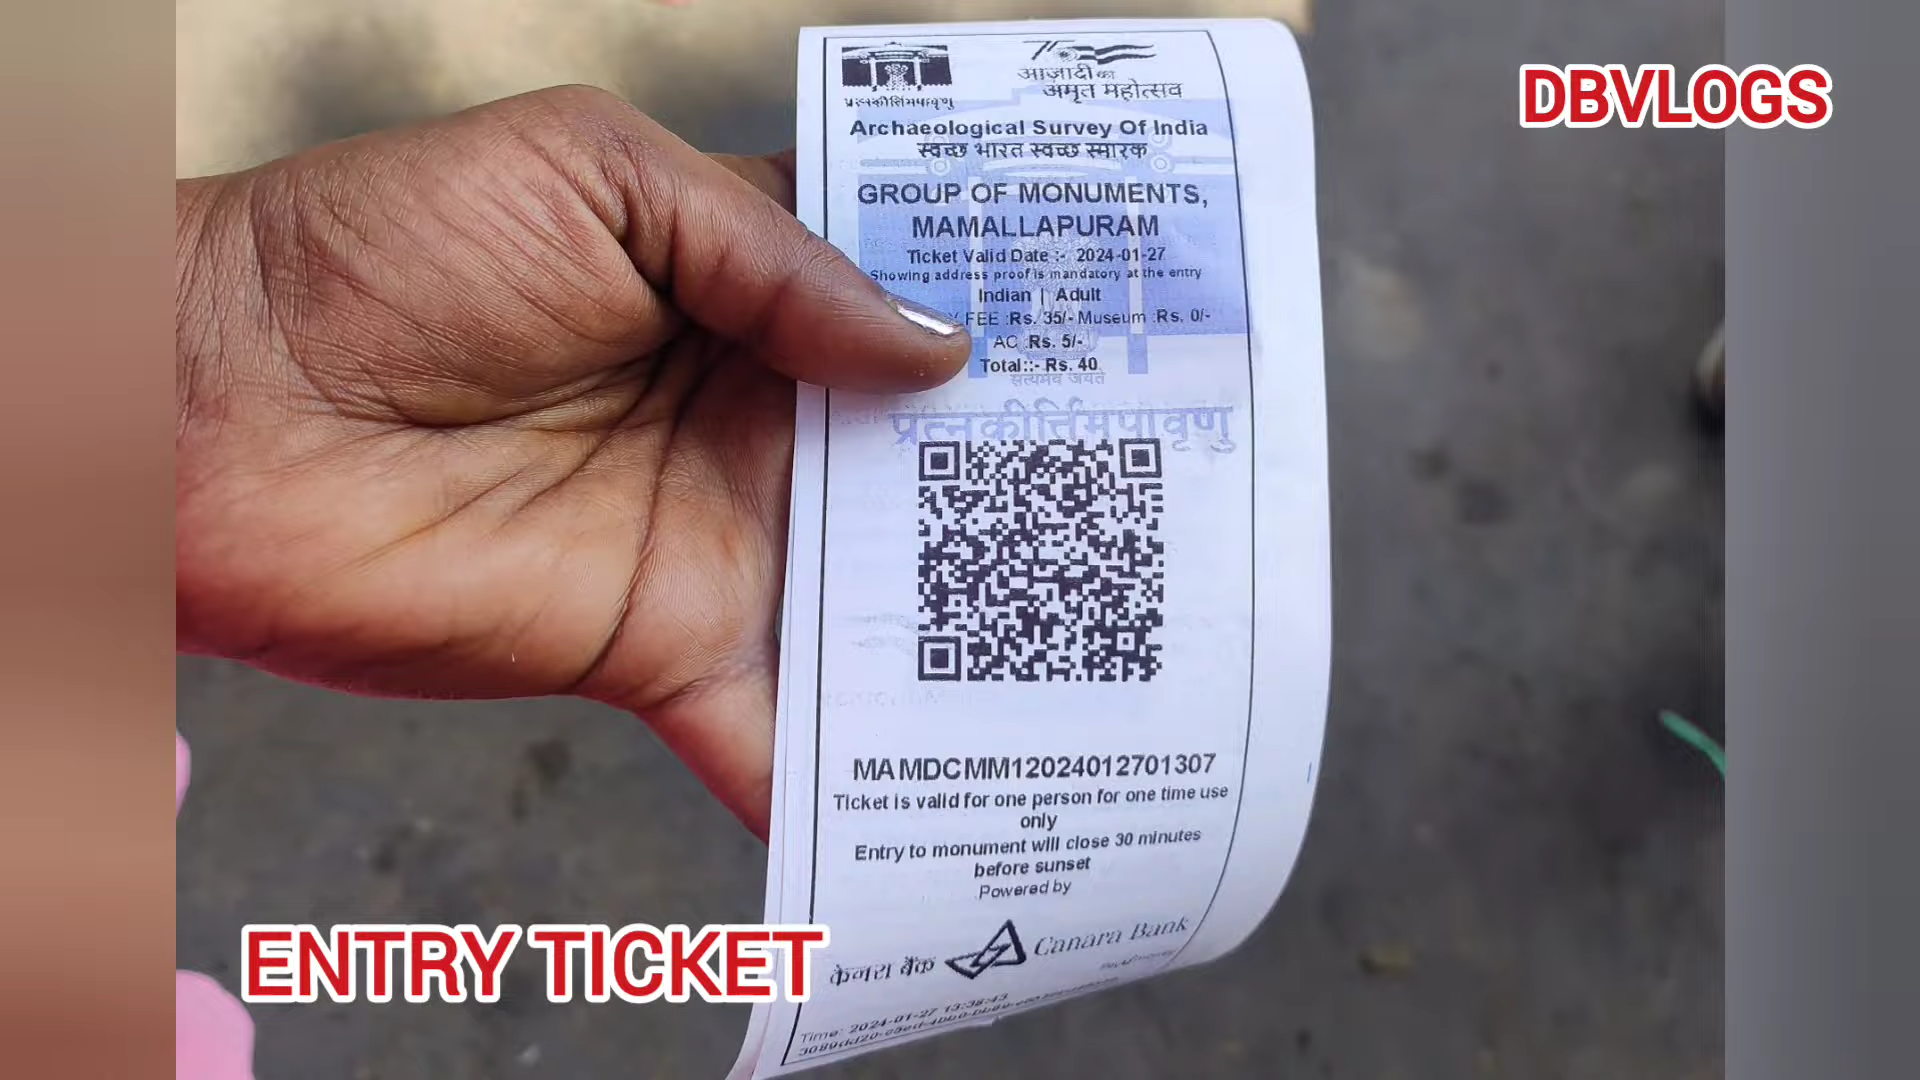 DBVLOGS
प्रत्नकीर्तिमपावृणु
आज़ादी का
अमृत महोत्सव
Archaeological Survey Of India
स्वच्छ भारत स्वच्छ स्मारक
GROUP OF MONUMENTS,
MAMALLAPURAM
Ticket Valid Date :- 2024-01-27
Showing address proof is mandatory at the entry
Indian | Adult
FEE :Rs. 35/- Museum :Rs. 0/-
AC :Rs. 5/-
Total::- Rs. 40
सत्यमेव जयते
प्रत्नकीर्त्तिमपावृणु
MAMDCMM12024012701307
Ticket is valid for one person for one time use
only
Entry to monument will close 30 minutes
before sunset
Powered by
केनरा बैंक Canara Bank
ENTRY TICKET
Time: 2024-01-27 13:38:43